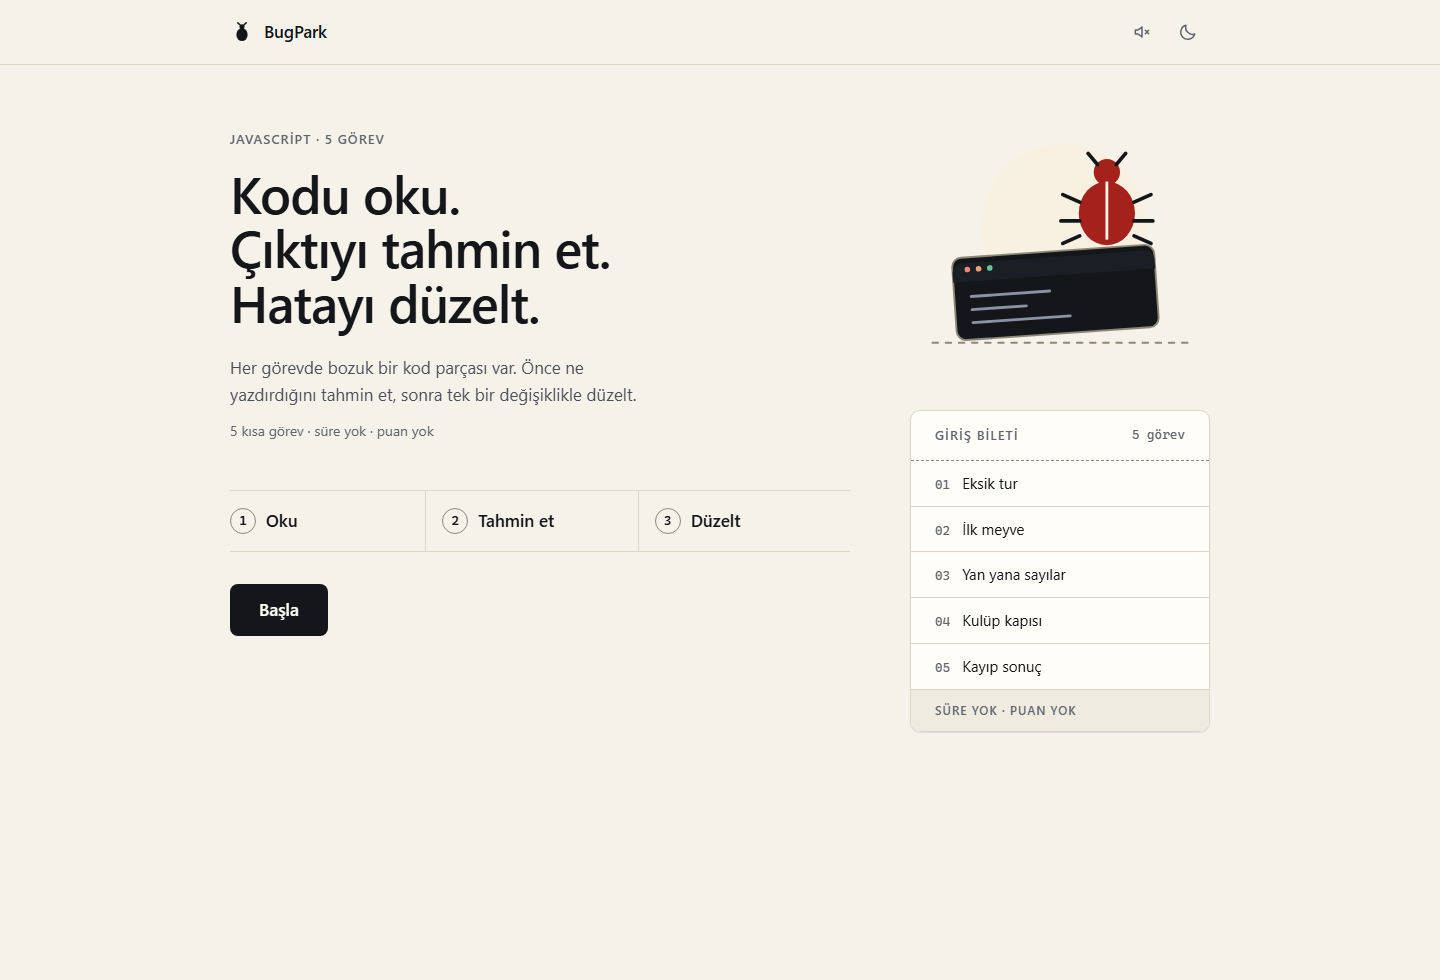 BugPark
JAVASCRİPT · 5 GÖREV
Kodu oku.
Çıktıyı tahmin et.
Hatayı düzelt.
Her görevde bozuk bir kod parçası var. Önce ne
yazdırdığını tahmin et, sonra tek bir değişiklikle düzelt.
5 kısa görev · süre yok · puan yok
1 Oku
2 Tahmin et
3 Düzelt
Başla
GİRİŞ BİLETİ 5 görev
01 Eksik tur
02 İlk meyve
03 Yan yana sayılar
04 Kulüp kapısı
05 Kayıp sonuç
SÜRE YOK · PUAN YOK